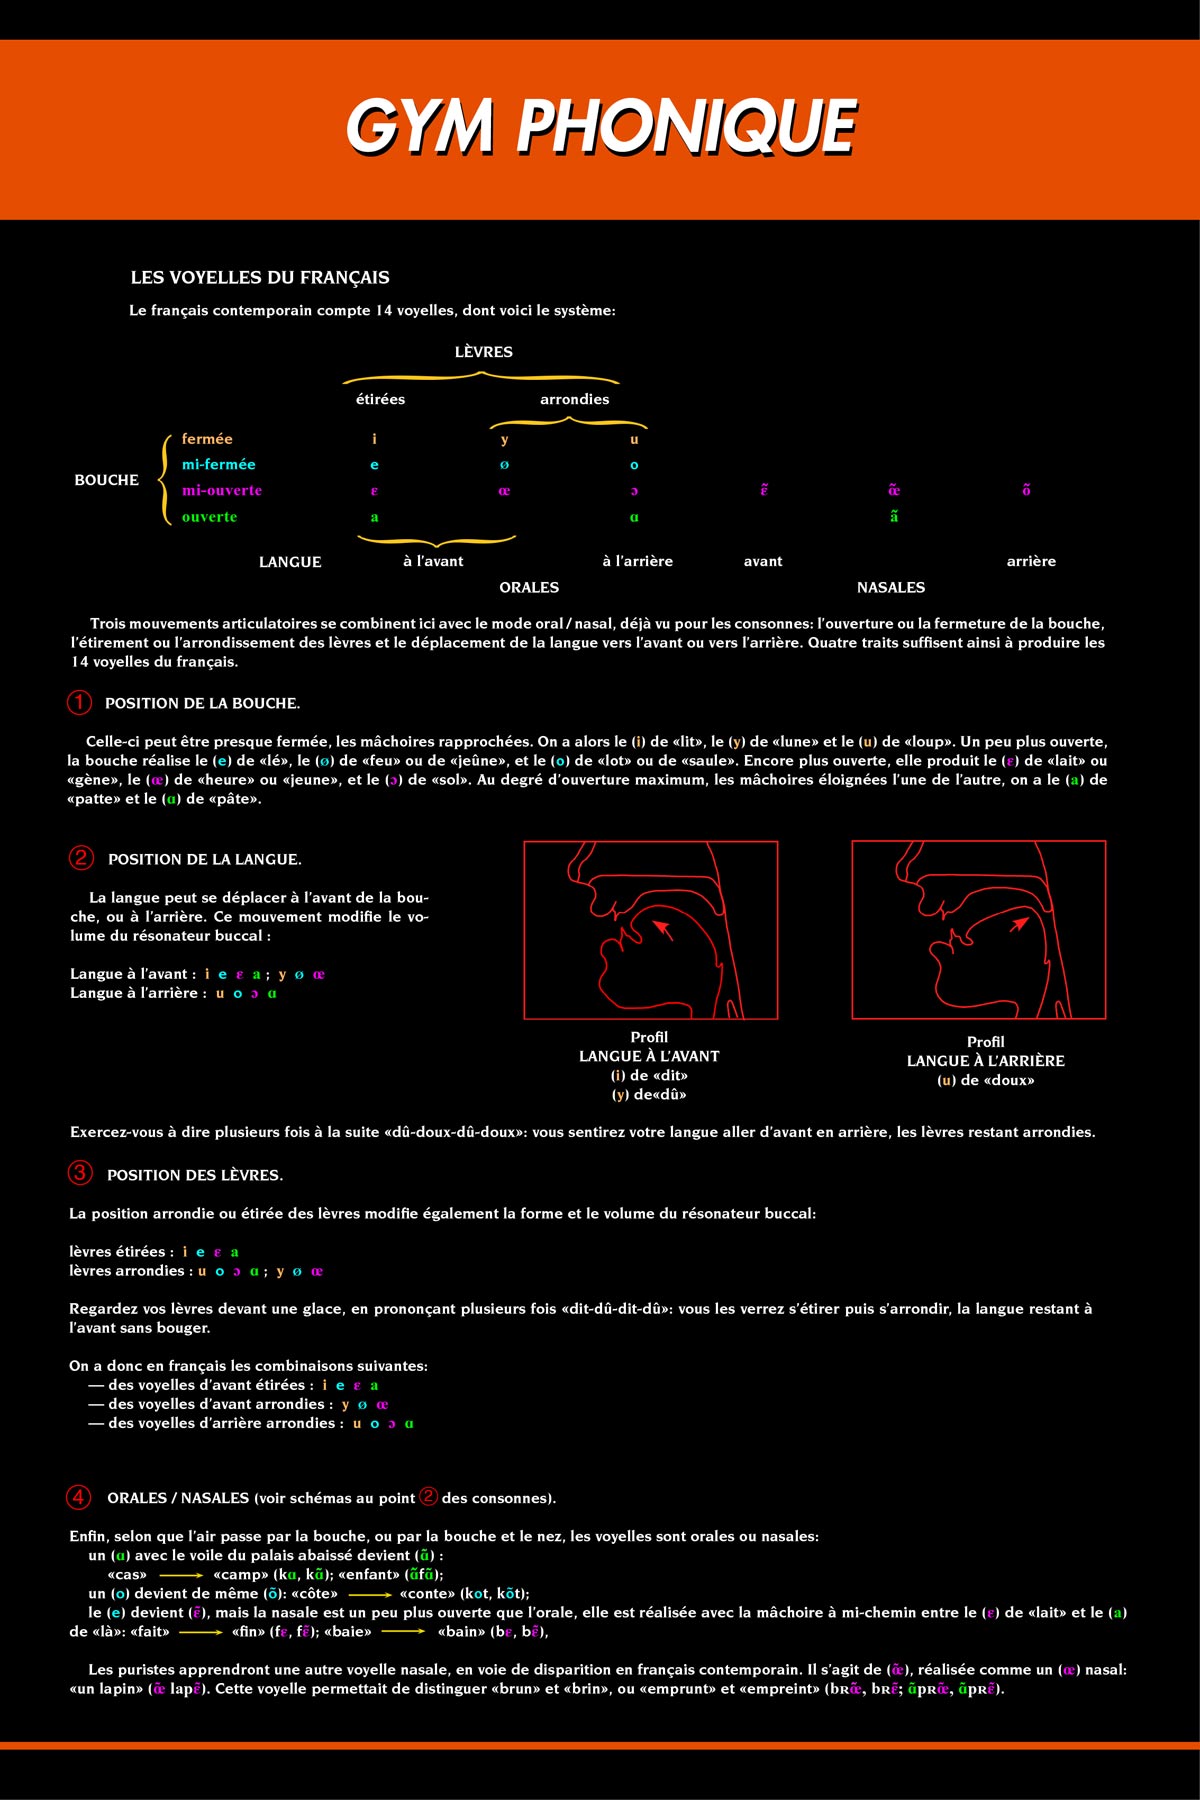 GYM PHONIQUE
LES VOYELLES DU FRANÇAIS
Le français contemporain compte 14 voyelles, dont voici le système:
LÈVRES
étirées arrondies
fermée i y u
mi-fermée e ø o
BOUCHE
mi-ouverte ɛ œ ɔ ɛ̃ œ̃ õ
ouverte a ɑ ã
LANGUE à l'avant à l'arrière avant arrière
ORALES NASALES
Trois mouvements articulatoires se combinent ici avec le mode oral / nasal, déjà vu pour les consonnes: l'ouverture ou la fermeture de la bouche,
l'étirement ou l'arrondissement des lèvres et le déplacement de la langue vers l'avant ou vers l'arrière. Quatre traits suffisent ainsi à produire les
14 voyelles du français.
① POSITION DE LA BOUCHE.
Celle-ci peut être presque fermée, les mâchoires rapprochées. On a alors le (i) de «lit», le (y) de «lune» et le (u) de «loup». Un peu plus ouverte,
la bouche réalise le (e) de «lé», le (ø) de «feu» ou de «jeûne», et le (o) de «lot» ou de «saule». Encore plus ouverte, elle produit le (ɛ) de «lait» ou
«gène», le (œ) de «heure» ou «jeune», et le (ɔ) de «sol». Au degré d'ouverture maximum, les mâchoires éloignées l'une de l'autre, on a le (a) de
«patte» et le (ɑ) de «pâte».
② POSITION DE LA LANGUE.
La langue peut se déplacer à l'avant de la bou-
che, ou à l'arrière. Ce mouvement modifie le vo-
lume du résonateur buccal :
Langue à l'avant : i e ɛ a ; y ø œ
Langue à l'arrière : u o ɔ ɑ
Profil
LANGUE À L'AVANT
(i) de «dit»
(y) de«dû»
Profil
LANGUE À L'ARRIÈRE
(u) de «doux»
Exercez-vous à dire plusieurs fois à la suite «dû-doux-dû-doux»: vous sentirez votre langue aller d'avant en arrière, les lèvres restant arrondies.
③ POSITION DES LÈVRES.
La position arrondie ou étirée des lèvres modifie également la forme et le volume du résonateur buccal:
lèvres étirées : i e ɛ a
lèvres arrondies : u o ɔ ɑ ; y ø œ
Regardez vos lèvres devant une glace, en prononçant plusieurs fois «dit-dû-dit-dû»: vous les verrez s'étirer puis s'arrondir, la langue restant à
l'avant sans bouger.
On a donc en français les combinaisons suivantes:
— des voyelles d'avant étirées : i e ɛ a
— des voyelles d'avant arrondies : y ø œ
— des voyelles d'arrière arrondies : u o ɔ ɑ
④ ORALES / NASALES (voir schémas au point ② des consonnes).
Enfin, selon que l'air passe par la bouche, ou par la bouche et le nez, les voyelles sont orales ou nasales:
un (ɑ) avec le voile du palais abaissé devient (ɑ̃) :
«cas» → «camp» (kɑ, kɑ̃); «enfant» (ɑ̃fɑ̃);
un (o) devient de même (õ): «côte» → «conte» (kot, kõt);
le (e) devient (ɛ̃), mais la nasale est un peu plus ouverte que l'orale, elle est réalisée avec la mâchoire à mi-chemin entre le (ɛ) de «lait» et le (a)
de «là»: «fait» → «fin» (fɛ, fɛ̃); «baie» → «bain» (bɛ, bɛ̃),
Les puristes apprendront une autre voyelle nasale, en voie de disparition en français contemporain. Il s'agit de (œ̃), réalisée comme un (œ) nasal:
«un lapin» (œ̃ lapɛ̃). Cette voyelle permettait de distinguer «brun» et «brin», ou «emprunt» et «empreint» (bʀœ̃, bʀɛ̃; ɑ̃pʀœ̃, ɑ̃pʀɛ̃).